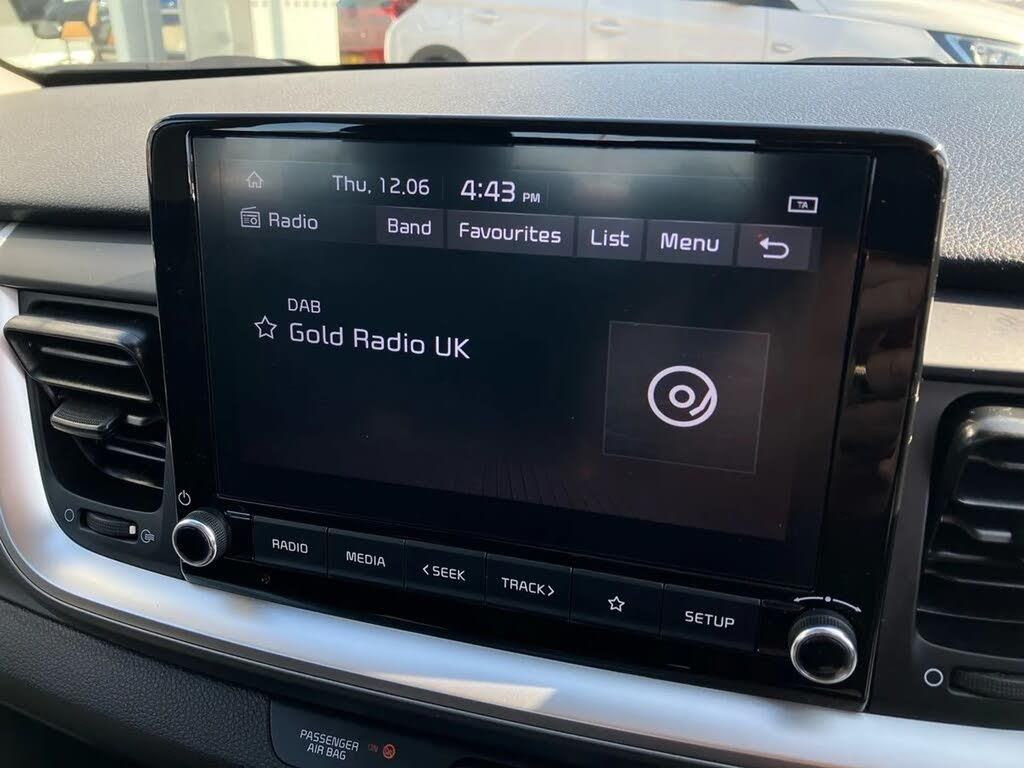 Thu, 12.06 4:43 PM
TA
Radio Band Favourites List Menu
DAB
Gold Radio UK
RADIO MEDIA <SEEK TRACK> SETUP
PASSENGER
AIR BAG ON